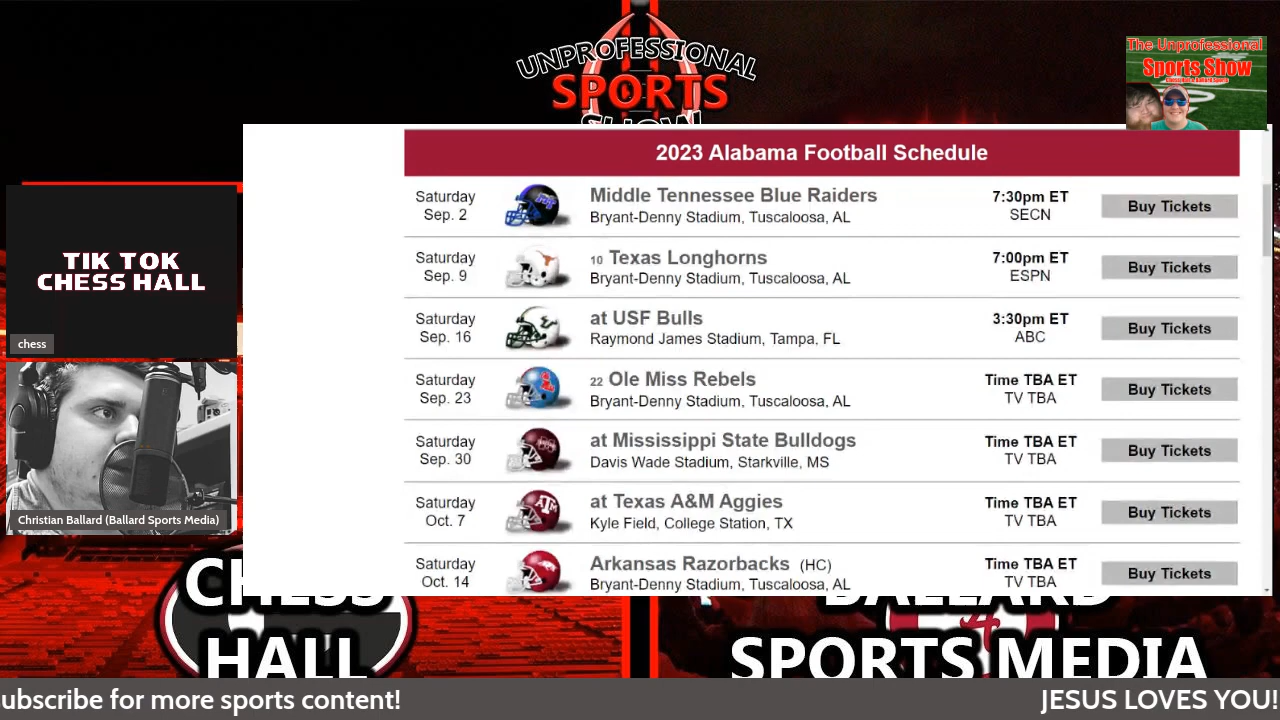 UNPROFESSIONAL
SPORTS
SHOW
The Unprofessional
Sports Show
2023 Alabama Football Schedule
Saturday
Sep. 2
Middle Tennessee Blue Raiders
Bryant-Denny Stadium, Tuscaloosa, AL
7:30pm ET
SECN
Buy Tickets
Saturday
Sep. 9
10 Texas Longhorns
Bryant-Denny Stadium, Tuscaloosa, AL
7:00pm ET
ESPN
Buy Tickets
Saturday
Sep. 16
at USF Bulls
Raymond James Stadium, Tampa, FL
3:30pm ET
ABC
Buy Tickets
Saturday
Sep. 23
22 Ole Miss Rebels
Bryant-Denny Stadium, Tuscaloosa, AL
Time TBA ET
TV TBA
Buy Tickets
Saturday
Sep. 30
at Mississippi State Bulldogs
Davis Wade Stadium, Starkville, MS
Time TBA ET
TV TBA
Buy Tickets
Saturday
Oct. 7
at Texas A&M Aggies
Kyle Field, College Station, TX
Time TBA ET
TV TBA
Buy Tickets
Saturday
Oct. 14
Arkansas Razorbacks (HC)
Bryant-Denny Stadium, Tuscaloosa, AL
Time TBA ET
TV TBA
Buy Tickets
TIK TOK
CHESS HALL
chess
Christian Ballard (Ballard Sports Media)
CHESS
HALL
BALLARD
SPORTS MEDIA
ubscribe for more sports content!
JESUS LOVES YOU!